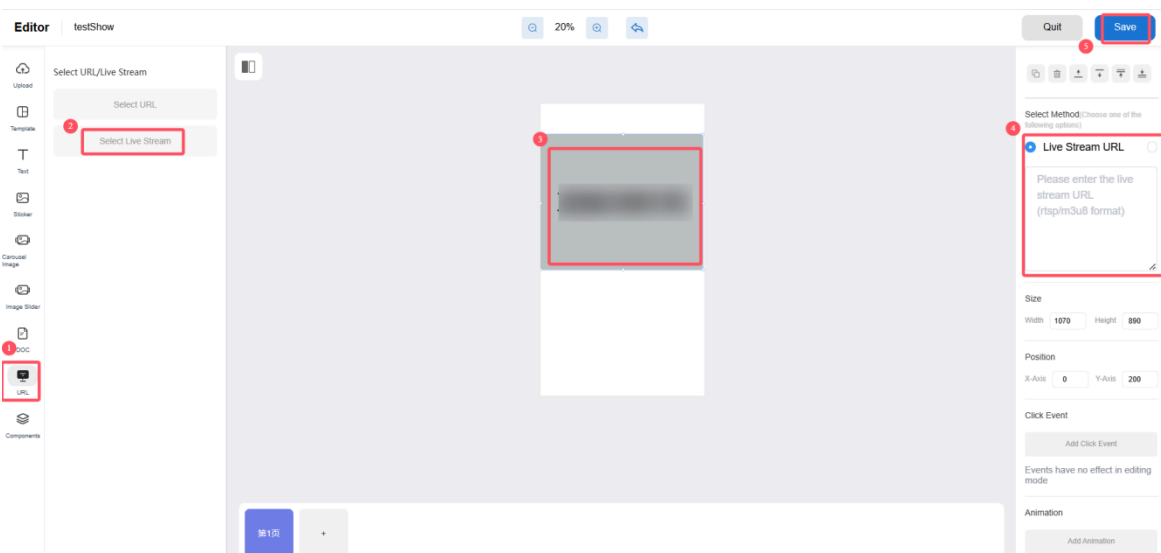 Editor
testShow
20%
Quit
Save
5
Upload
Template
Text
Sticker
Carousel
Image
Image Slider
1
DOC
URL
Components
Select URL/Live Stream
Select URL
2
Select Live Stream
3
Select Method(Choose one of the
following options)
4
Live Stream URL
Please enter the live
stream URL
(rtsp/m3u8 format)
Size
Width 1070 Height 890
Position
X-Axis 0 Y-Axis 200
Click Event
Add Click Event
Events have no effect in editing
mode
Animation
Add Animation
第1页
+